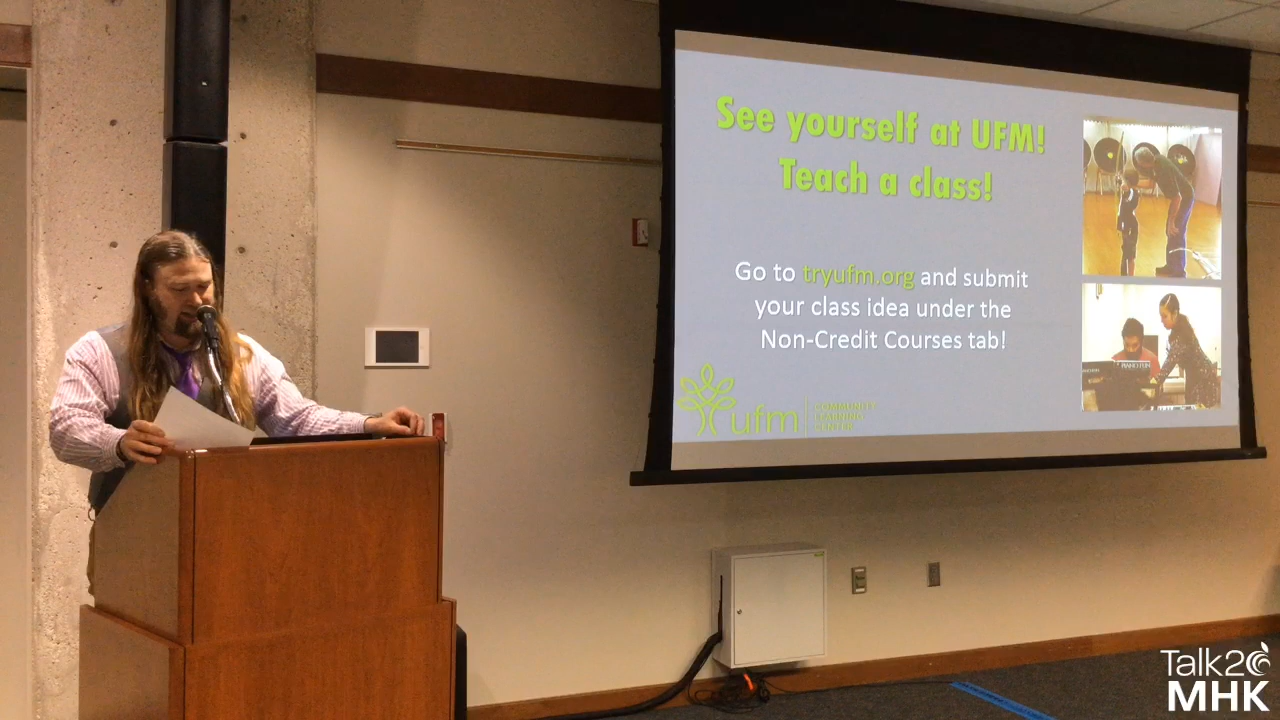 See yourself at UFM!
Teach a class!
Go to tryufm.org and submit
your class idea under the
Non-Credit Courses tab!
ufm
COMMUNITY
LEARNING
CENTER
Talk20
MHK